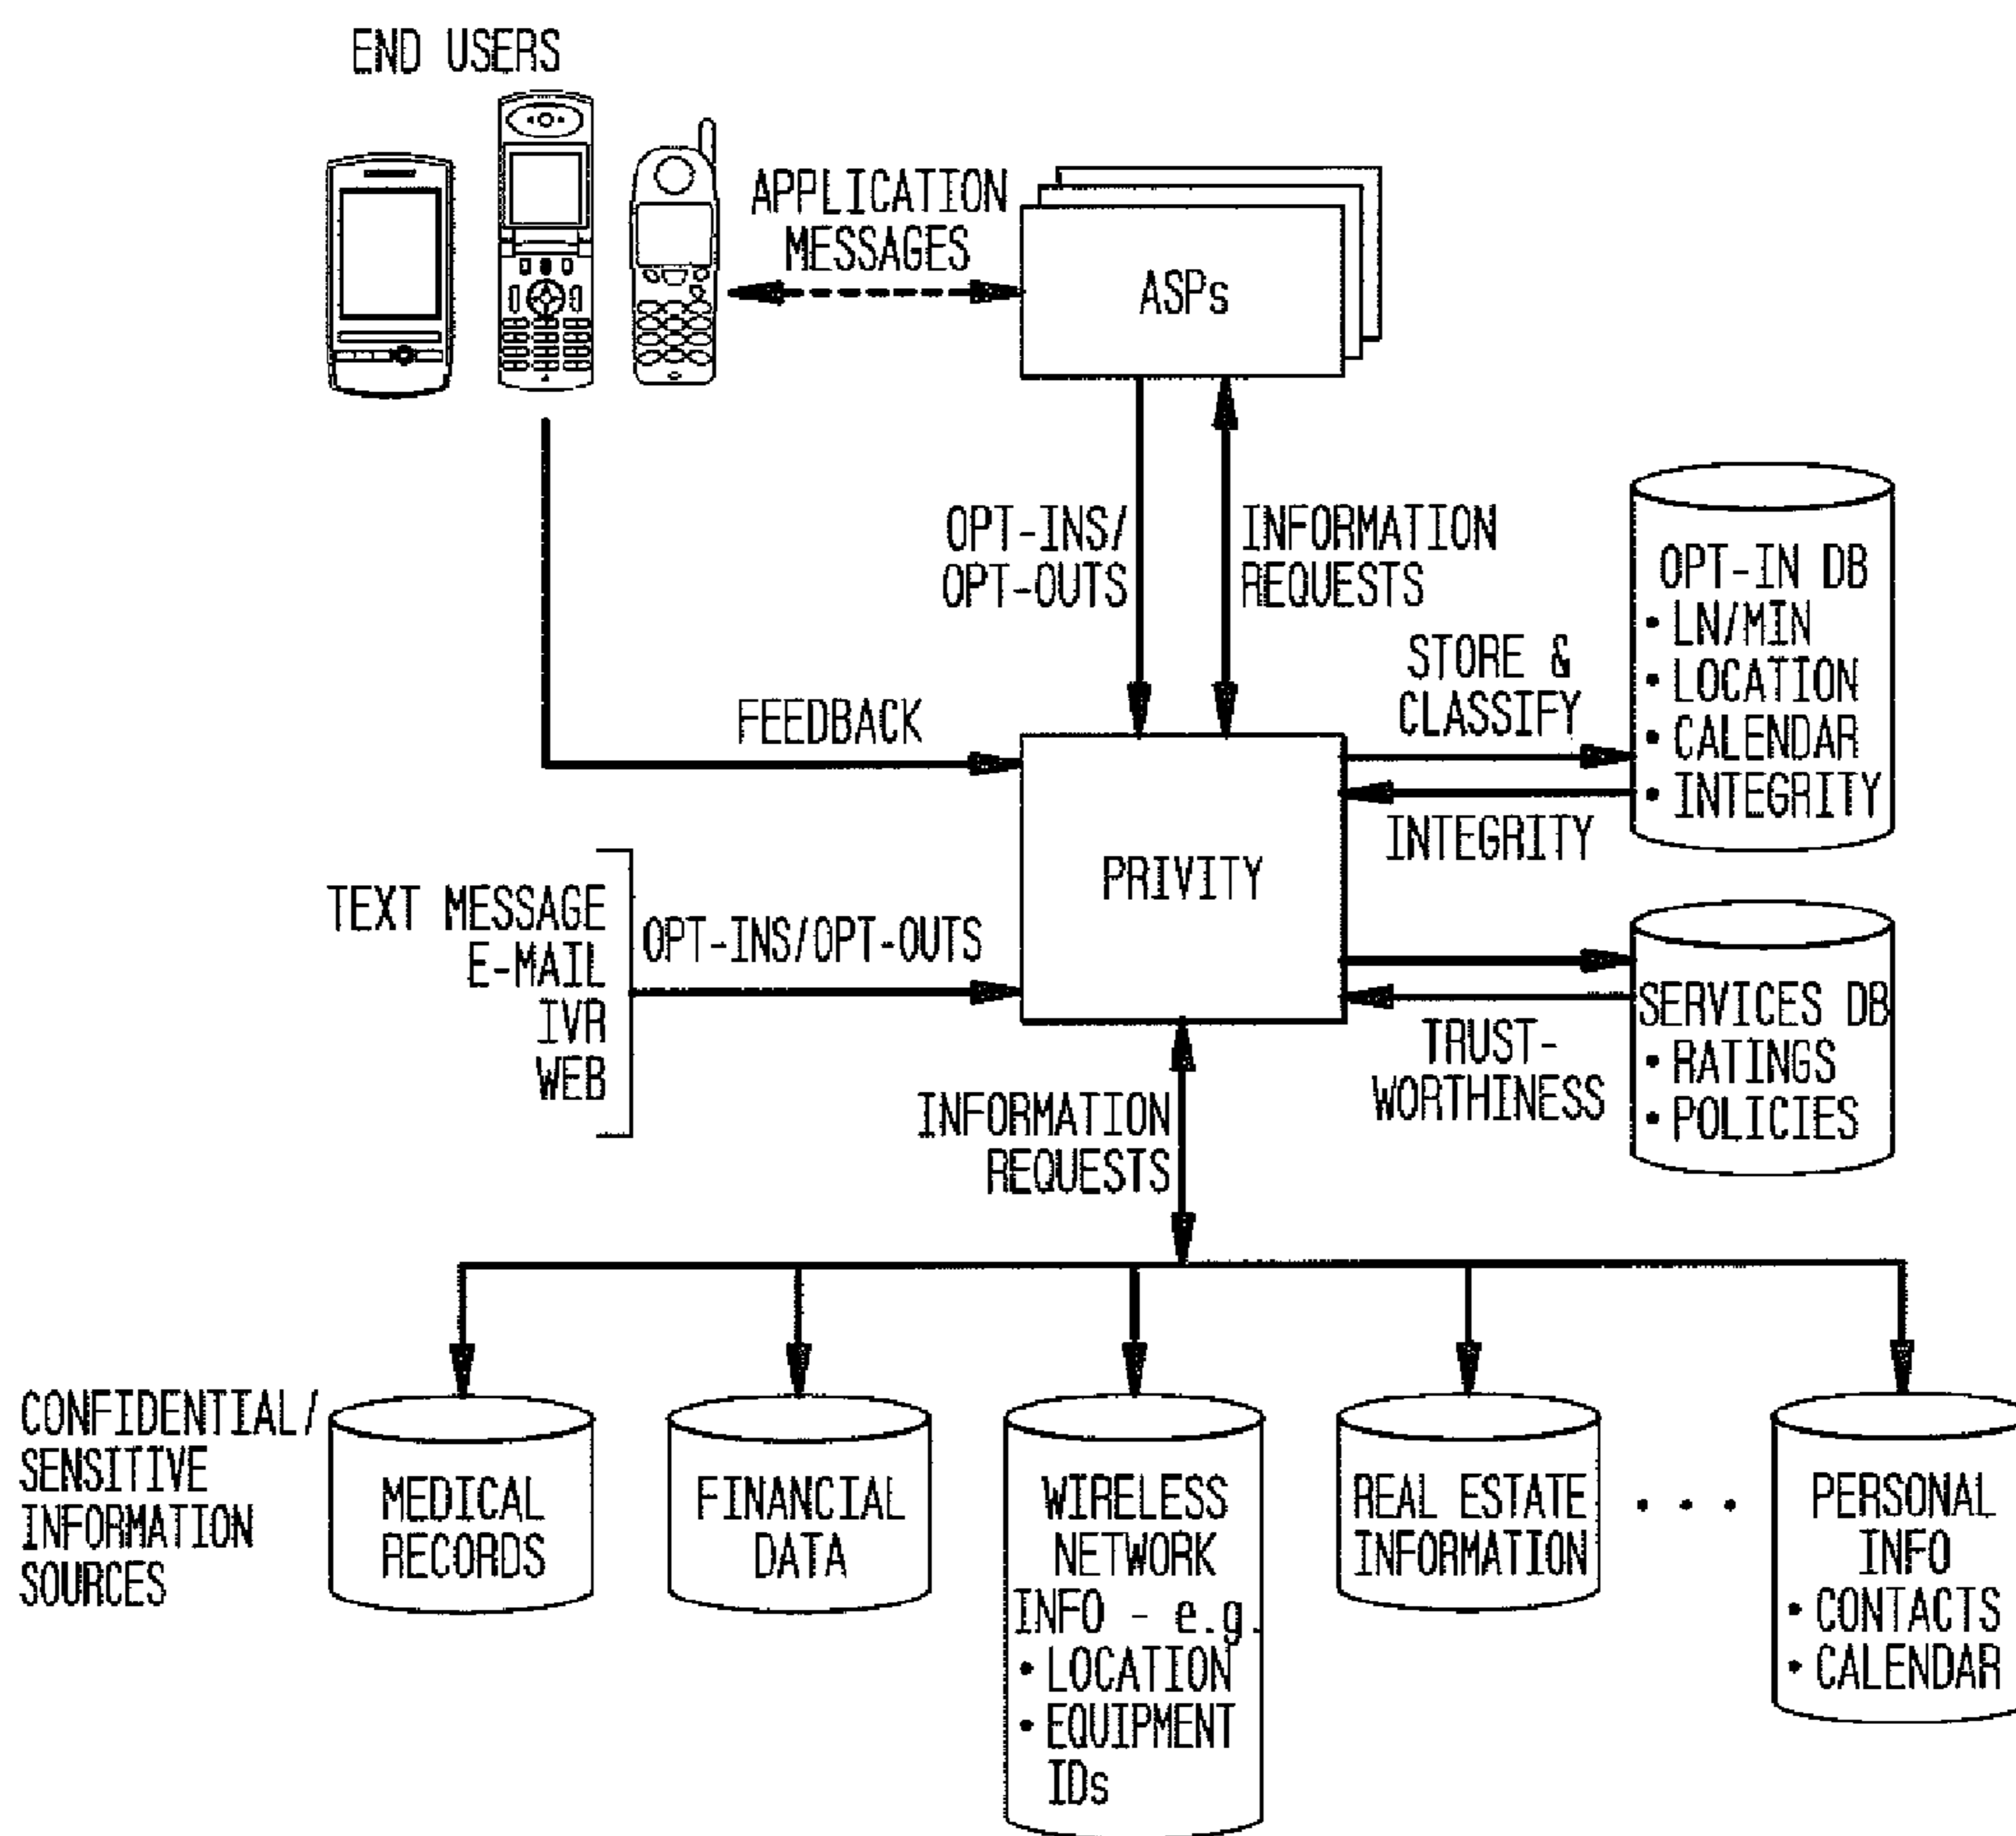 END USERS
APPLICATION
MESSAGES
ASPs
OPT-INS/
OPT-OUTS
INFORMATION
REQUESTS
OPT-IN DB
• LN/MIN
• LOCATION
• CALENDAR
• INTEGRITY
STORE &
CLASSIFY
FEEDBACK
INTEGRITY
PRIVITY
TEXT MESSAGE
E-MAIL
IVR
WEB
OPT-INS/OPT-OUTS
SERVICES DB
• RATINGS
• POLICIES
TRUST-
WORTHINESS
INFORMATION
REQUESTS
CONFIDENTIAL/
SENSITIVE
INFORMATION
SOURCES
MEDICAL
RECORDS
FINANCIAL
DATA
WIRELESS
NETWORK
INFO - e.g.
• LOCATION
• EQUIPMENT
IDs
REAL ESTATE
INFORMATION
• • •
PERSONAL
INFO
• CONTACTS
• CALENDAR